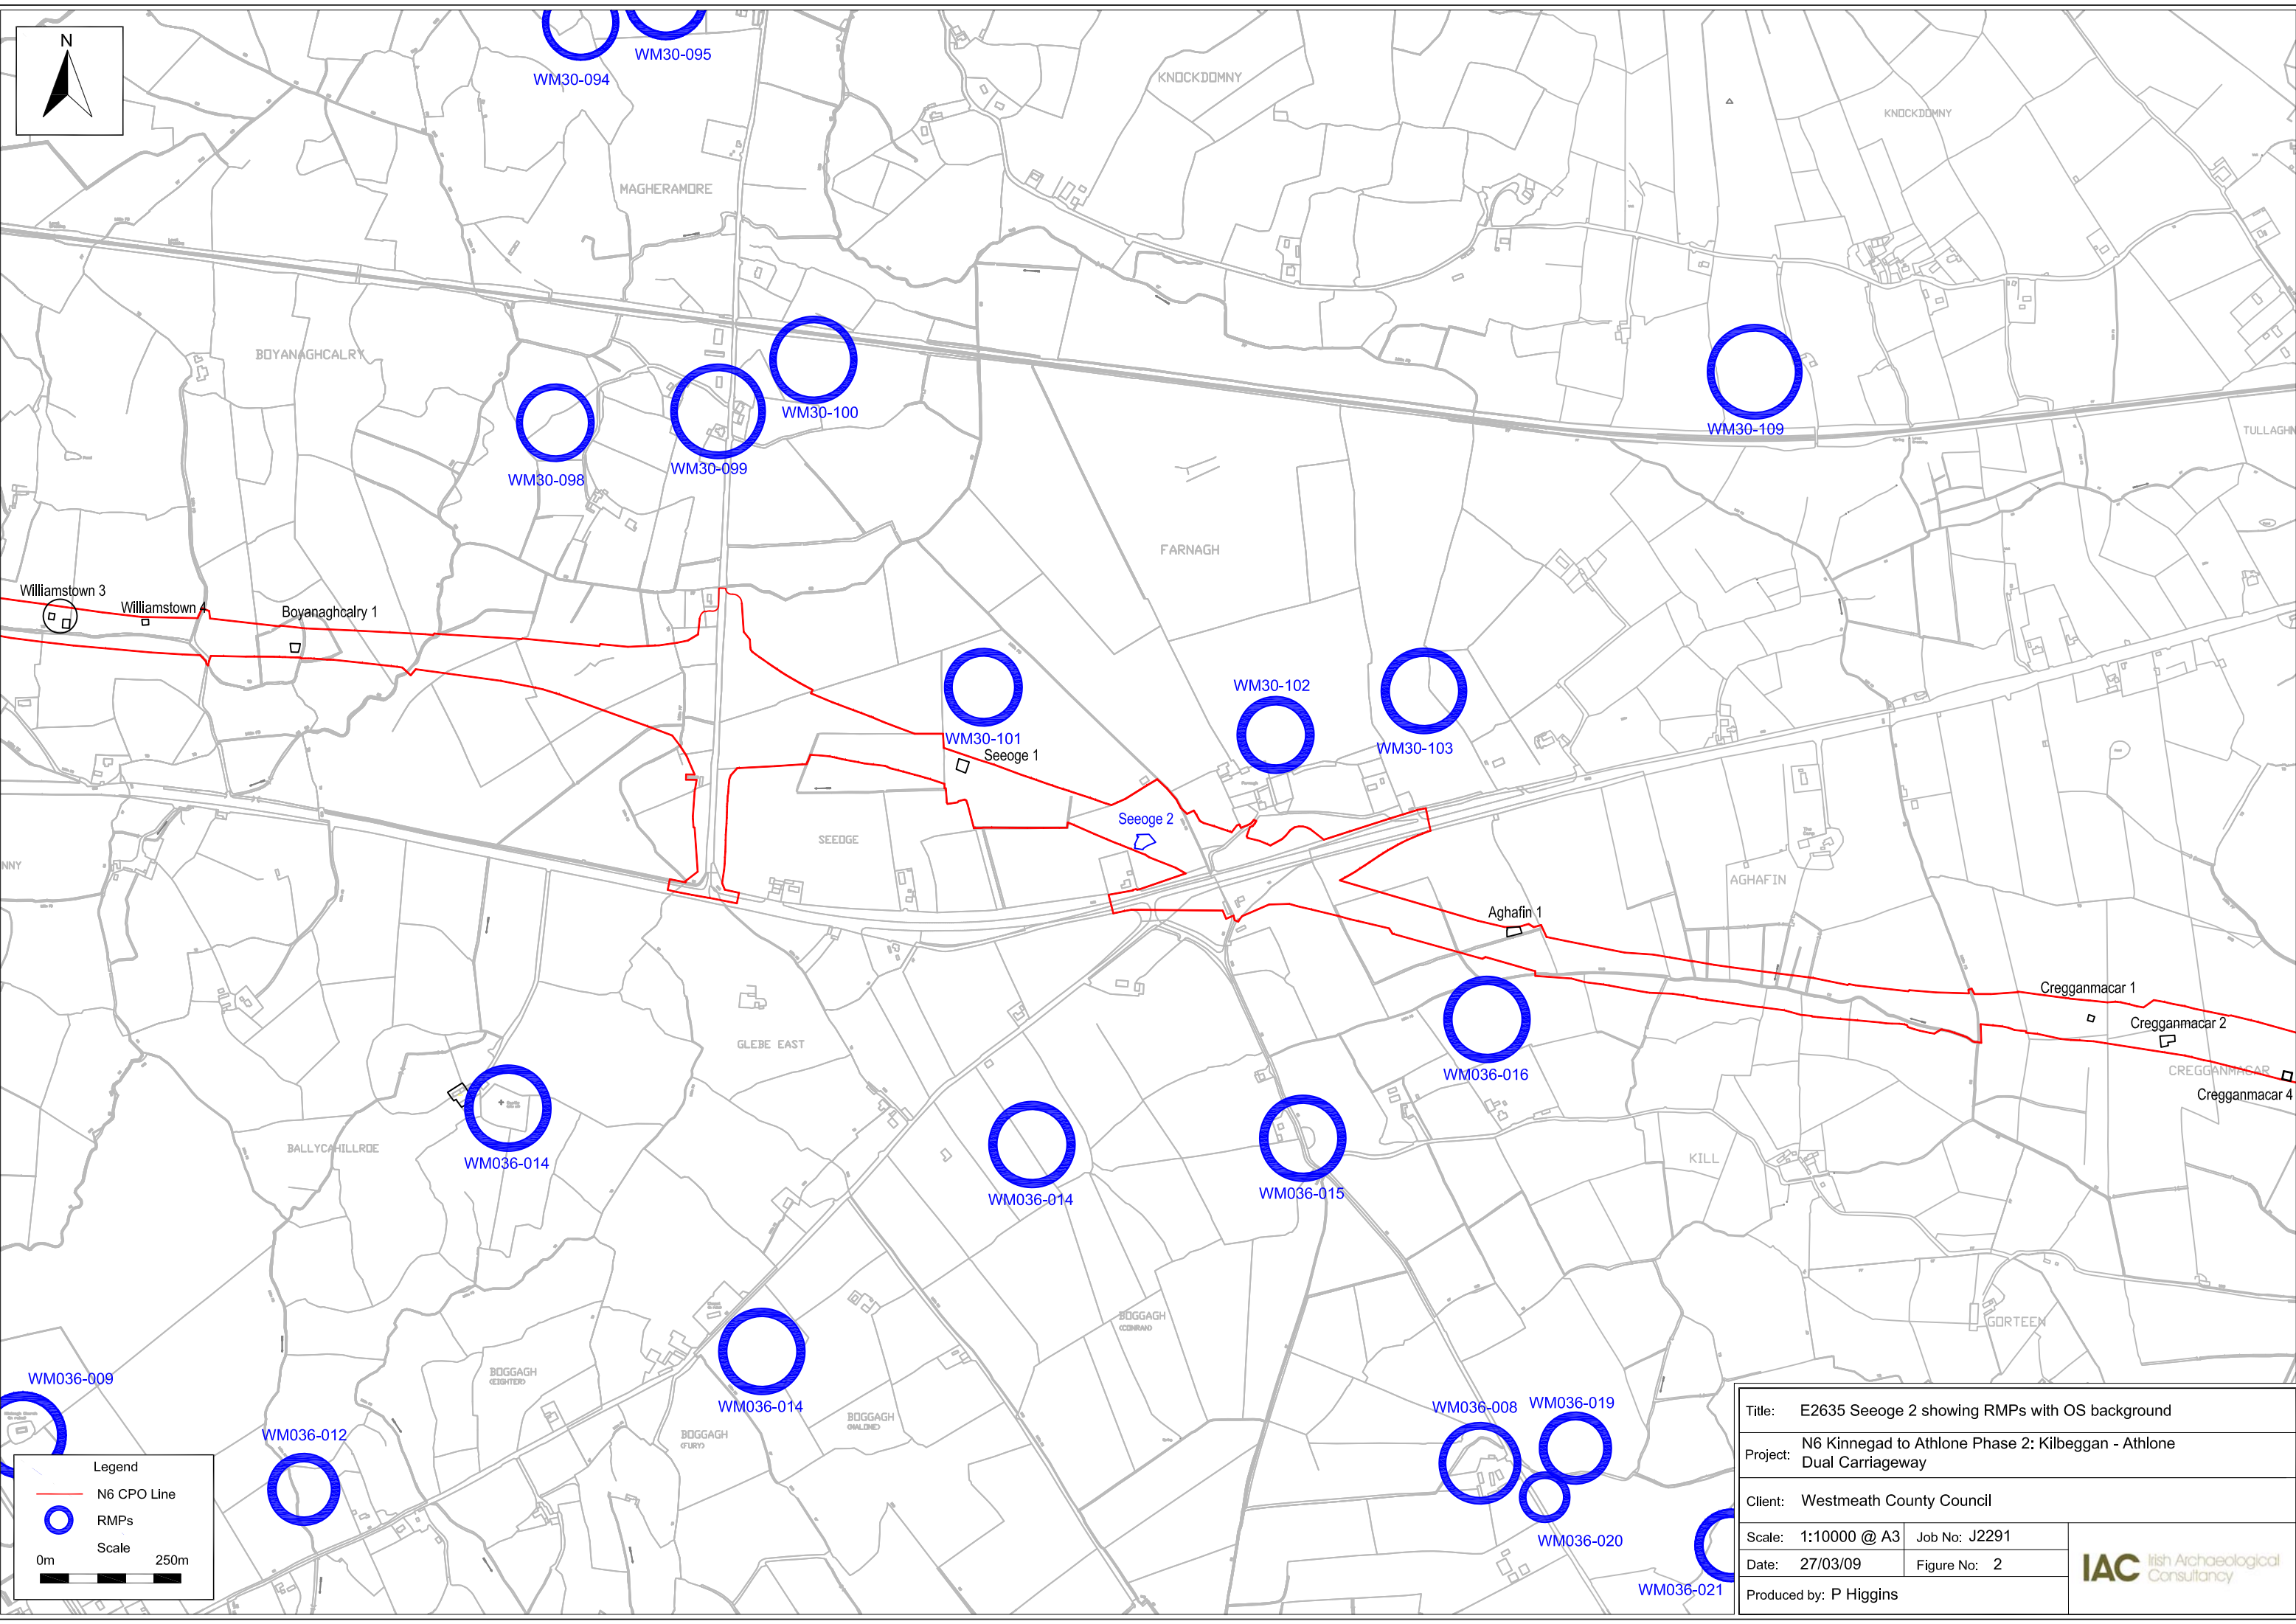 N
WM30-094
WM30-095
KNOCKDOMNY
KNOCKDOMNY
MAGHERAMORE
BOYANAGHCALRY
WM30-100
WM30-099
WM30-098
WM30-109
FARNAGH
Williamstown 3
Williamstown 4
Boyanaghcalry 1
WM30-101
Seeoge 1
WM30-102
WM30-103
Seeoge 2
SEEOGE
AGHAFIN
Aghafin 1
Cregganmacar 1
Cregganmacar 2
CREGGANMACAR
Cregganmacar 4
GLEBE EAST
WM036-016
BALLYCAHILLROE
WM036-014
WM036-014
WM036-015
KILL
BOGGAGH
(CONRAN)
GORTEEN
BOGGAGH
(EIGHTER)
WM036-014
BOGGAGH
(MALONE)
BOGGAGH
(FURY)
WM036-009
WM036-012
WM036-008
WM036-019
WM036-020
WM036-021
Legend
N6 CPO Line
RMPs
Scale
0m 250m
Title: E2635 Seeoge 2 showing RMPs with OS background
Project: N6 Kinnegad to Athlone Phase 2: Kilbeggan - Athlone
Dual Carriageway
Client: Westmeath County Council
Scale: 1:10000 @ A3 Job No: J2291
Date: 27/03/09 Figure No: 2
Produced by: P Higgins
IAC Irish Archaeological
Consultancy